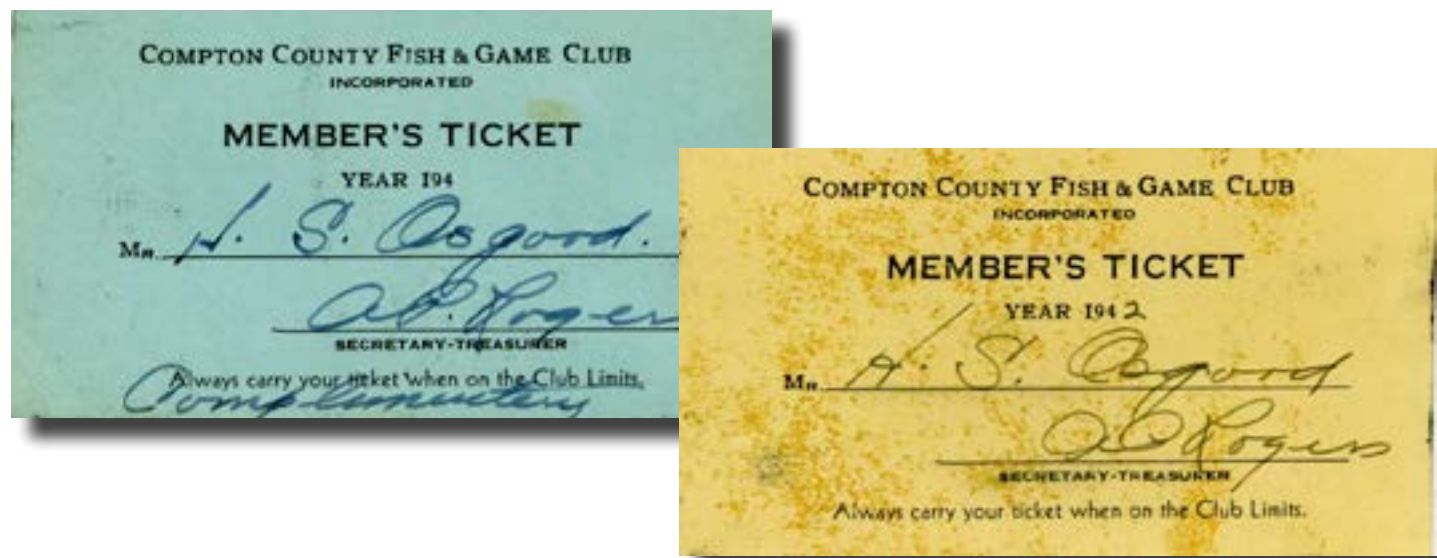 COMPTON COUNTY FISH & GAME CLUB
INCORPORATED
MEMBER'S TICKET
YEAR 194
MR. H. S. Osgood.
A.C. Roger
SECRETARY-TREASURER
Always carry your ticket when on the Club Limits.
Complimentary
COMPTON COUNTY FISH & GAME CLUB
INCORPORATED
MEMBER'S TICKET
YEAR 1942
MR. H. S. Osgood
A C Rogers
SECRETARY-TREASURER
Always carry your ticket when on the Club Limits.